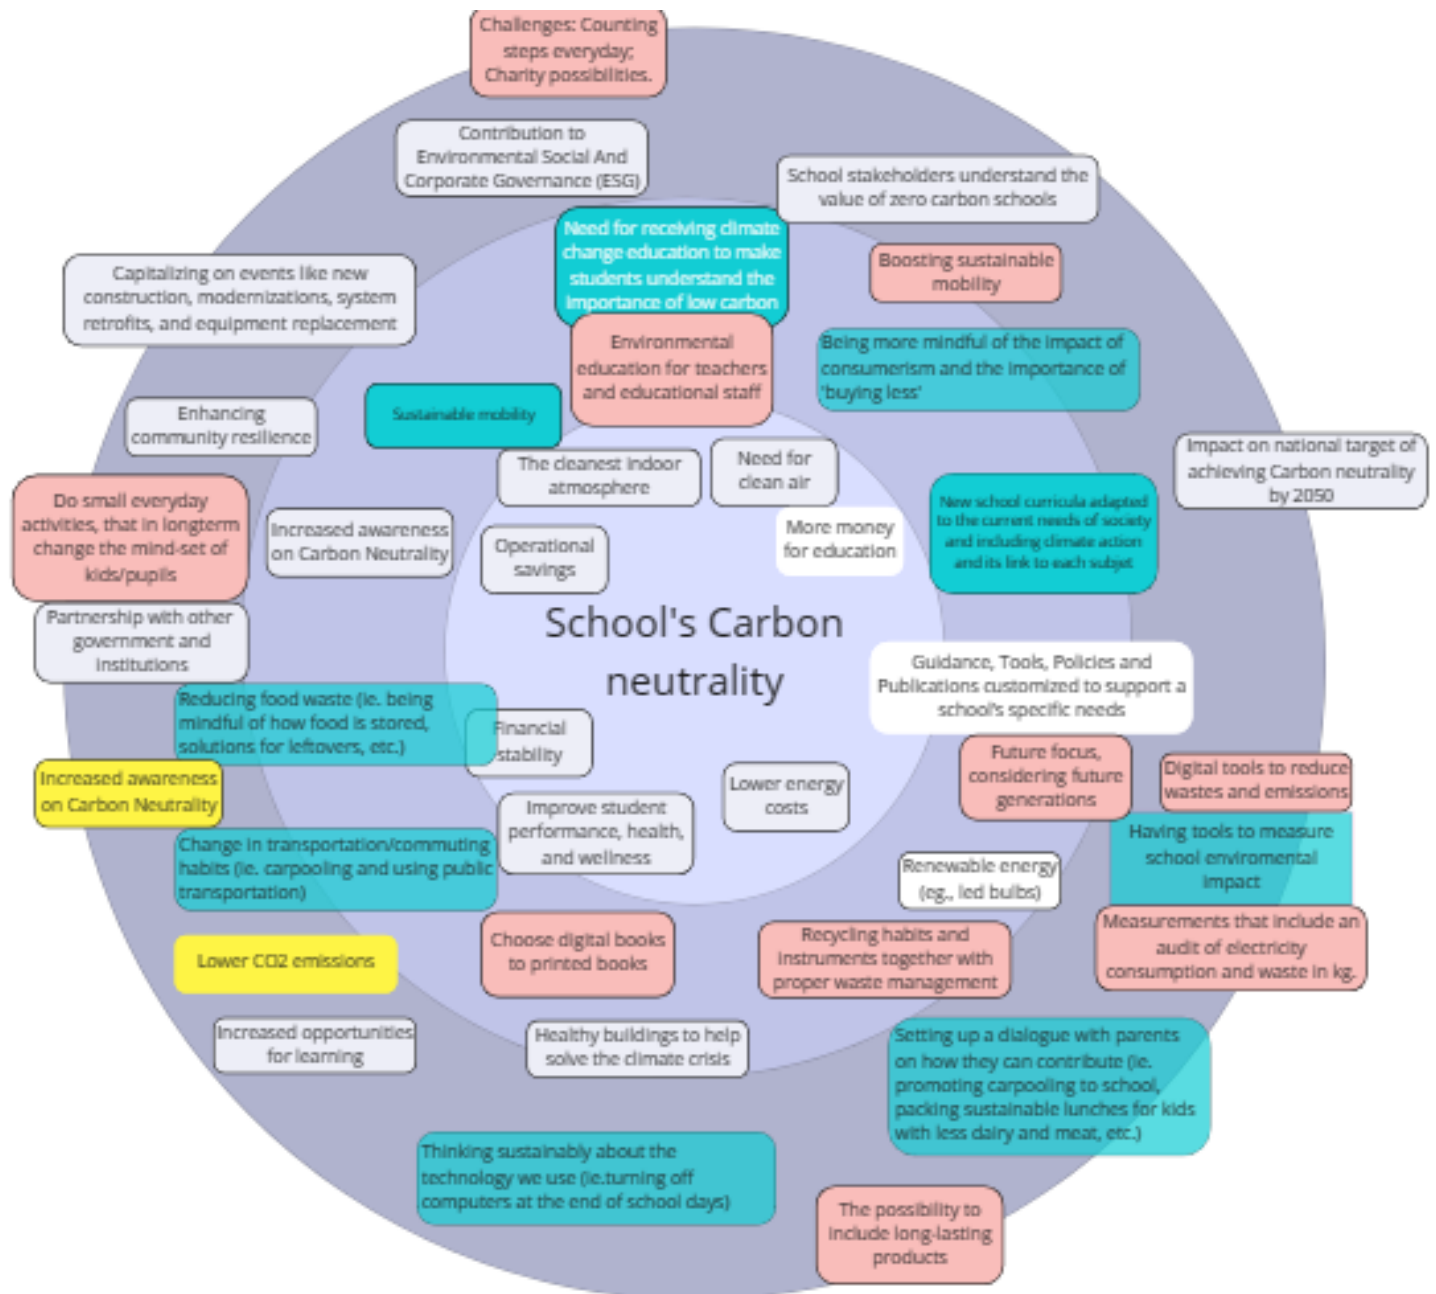 Challenges: Counting
steps everyday;
Charity possibilities.
Contribution to
Environmental Social And
Corporate Governance (ESG)
School stakeholders understand the
value of zero carbon schools
Need for receiving climate
change education to make
students understand the
importance of low carbon
Boosting sustainable
mobility
Capitalizing on events like new
construction, modernizations, system
retrofits, and equipment replacement
Environmental
education for teachers
and educational staff
Being more mindful of the impact of
consumerism and the importance of
'buying less'
Enhancing
community resilience
Sustainable mobility
The cleanest indoor
atmosphere
Need for
clean air
Impact on national target of
achieving Carbon neutrality
by 2050
Do small everyday
activities, that in longterm
change the mind-set of
kids/pupils
Increased awareness
on Carbon Neutrality
Operational
savings
More money
for education
New school curricula adapted
to the current needs of society
and including climate action
and its link to each subjet
Partnership with other
government and
institutions
School's Carbon
neutrality
Guidance, Tools, Policies and
Publications customized to support a
school's specific needs
Reducing food waste (ie. being
mindful of how food is stored,
solutions for leftovers, etc.)
Financial
stability
Increased awareness
on Carbon Neutrality
Lower energy
costs
Future focus,
considering future
generations
Digital tools to reduce
wastes and emissions
Improve student
performance, health,
and wellness
Change in transportation/commuting
habits (ie. carpooling and using public
transportation)
Having tools to measure
school enviromental
impact
Renewable energy
(eg., led bulbs)
Lower CO2 emissions
Choose digital books
to printed books
Recycling habits and
instruments together with
proper waste management
Measurements that include an
audit of electricity
consumption and waste in kg.
Increased opportunities
for learning
Healthy buildings to help
solve the climate crisis
Setting up a dialogue with parents
on how they can contribute (ie.
promoting carpooling to school,
packing sustainable lunches for kids
with less dairy and meat, etc.)
Thinking sustainably about the
technology we use (ie.turning off
computers at the end of school days)
The possibility to
include long-lasting
products